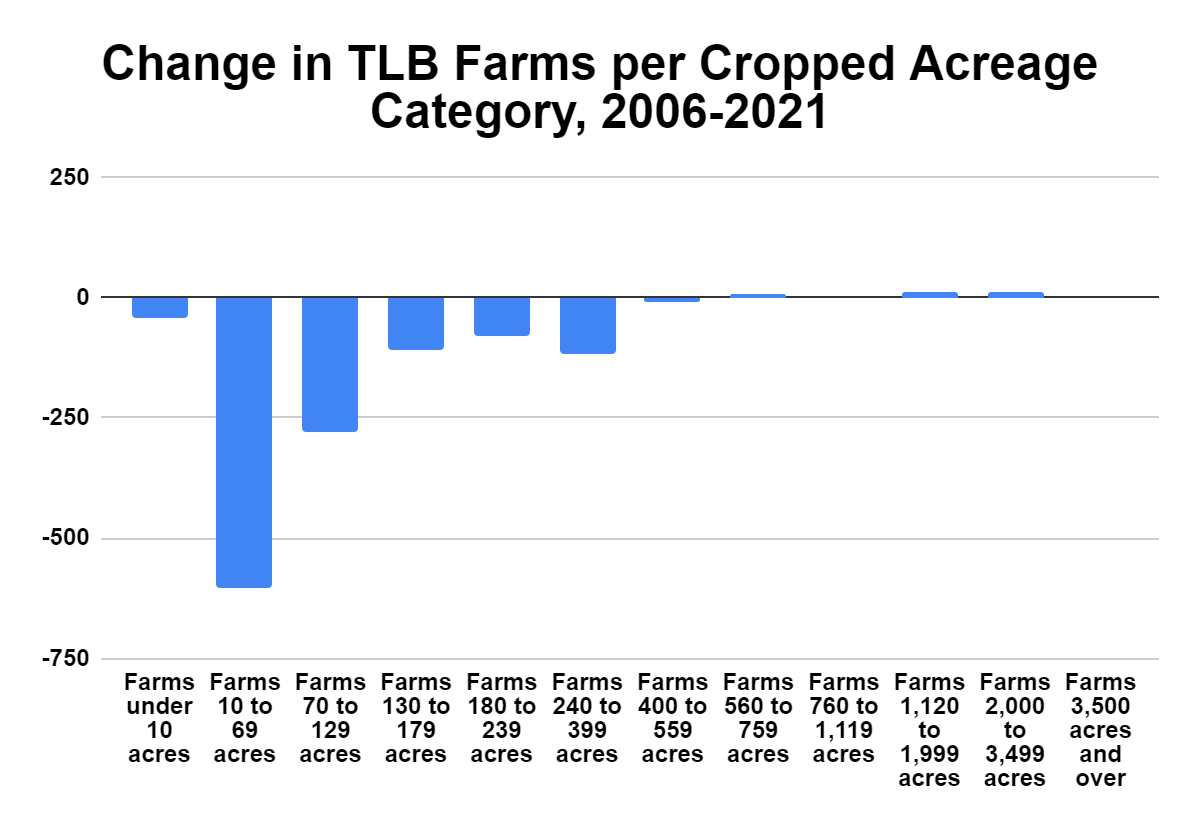 Change in TLB Farms per Cropped Acreage
Category, 2006-2021
250
0
-250
-500
-750
Farms
under
10
acres
Farms
10 to
69
acres
Farms
70 to
129
acres
Farms
130 to
179
acres
Farms
180 to
239
acres
Farms
240 to
399
acres
Farms
400 to
559
acres
Farms
560 to
759
acres
Farms
760 to
1,119
acres
Farms
1,120
to
1,999
acres
Farms
2,000
to
3,499
acres
Farms
3,500
acres
and
over